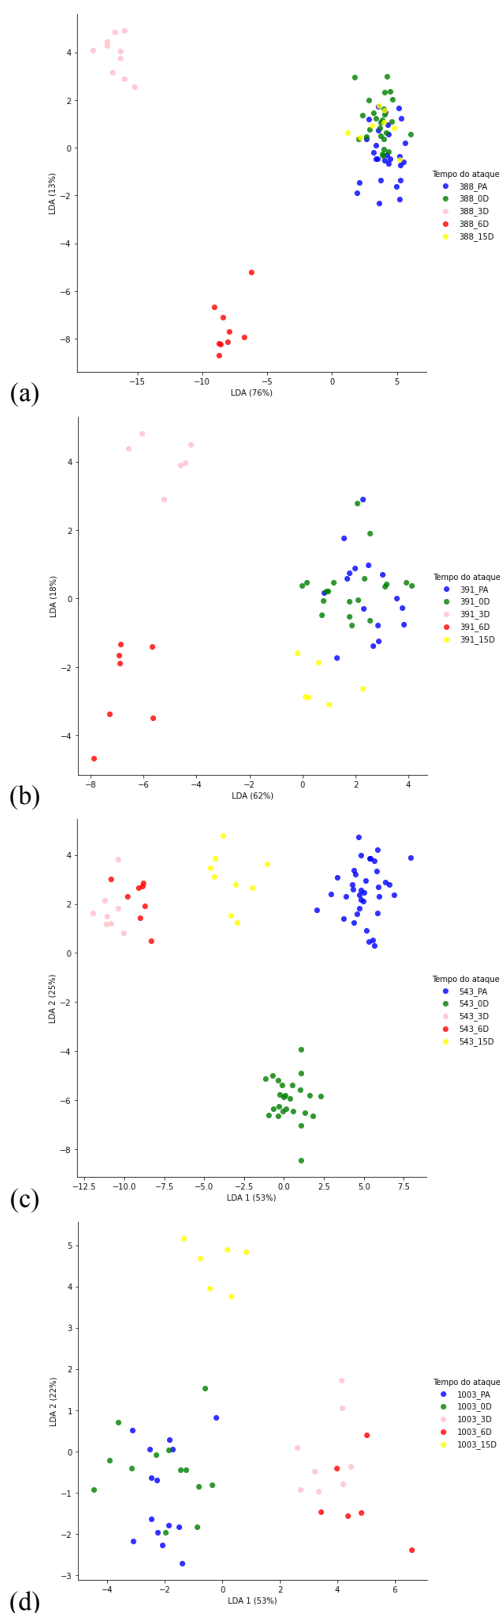 4
2
0
−2
−4
−6
−8
LDA (13%)
−15
−10
−5
0
5
LDA (76%)
Tempo do ataque
388_PA
388_0D
388_3D
388_6D
388_15D
(a)
4
2
0
−2
−4
LDA (18%)
−8
−6
−4
−2
0
2
4
LDA (62%)
Tempo do ataque
391_PA
391_0D
391_3D
391_6D
391_15D
(b)
4
2
0
−2
−4
−6
−8
LDA 2 (25%)
−12.5
−10.0
−7.5
−5.0
−2.5
0.0
2.5
5.0
7.5
LDA 1 (53%)
Tempo do ataque
543_PA
543_0D
543_3D
543_6D
543_15D
(c)
5
4
3
2
1
0
−1
−2
−3
LDA 2 (22%)
−4
−2
0
2
4
6
LDA 1 (53%)
Tempo do ataque
1003_PA
1003_0D
1003_3D
1003_6D
1003_15D
(d)